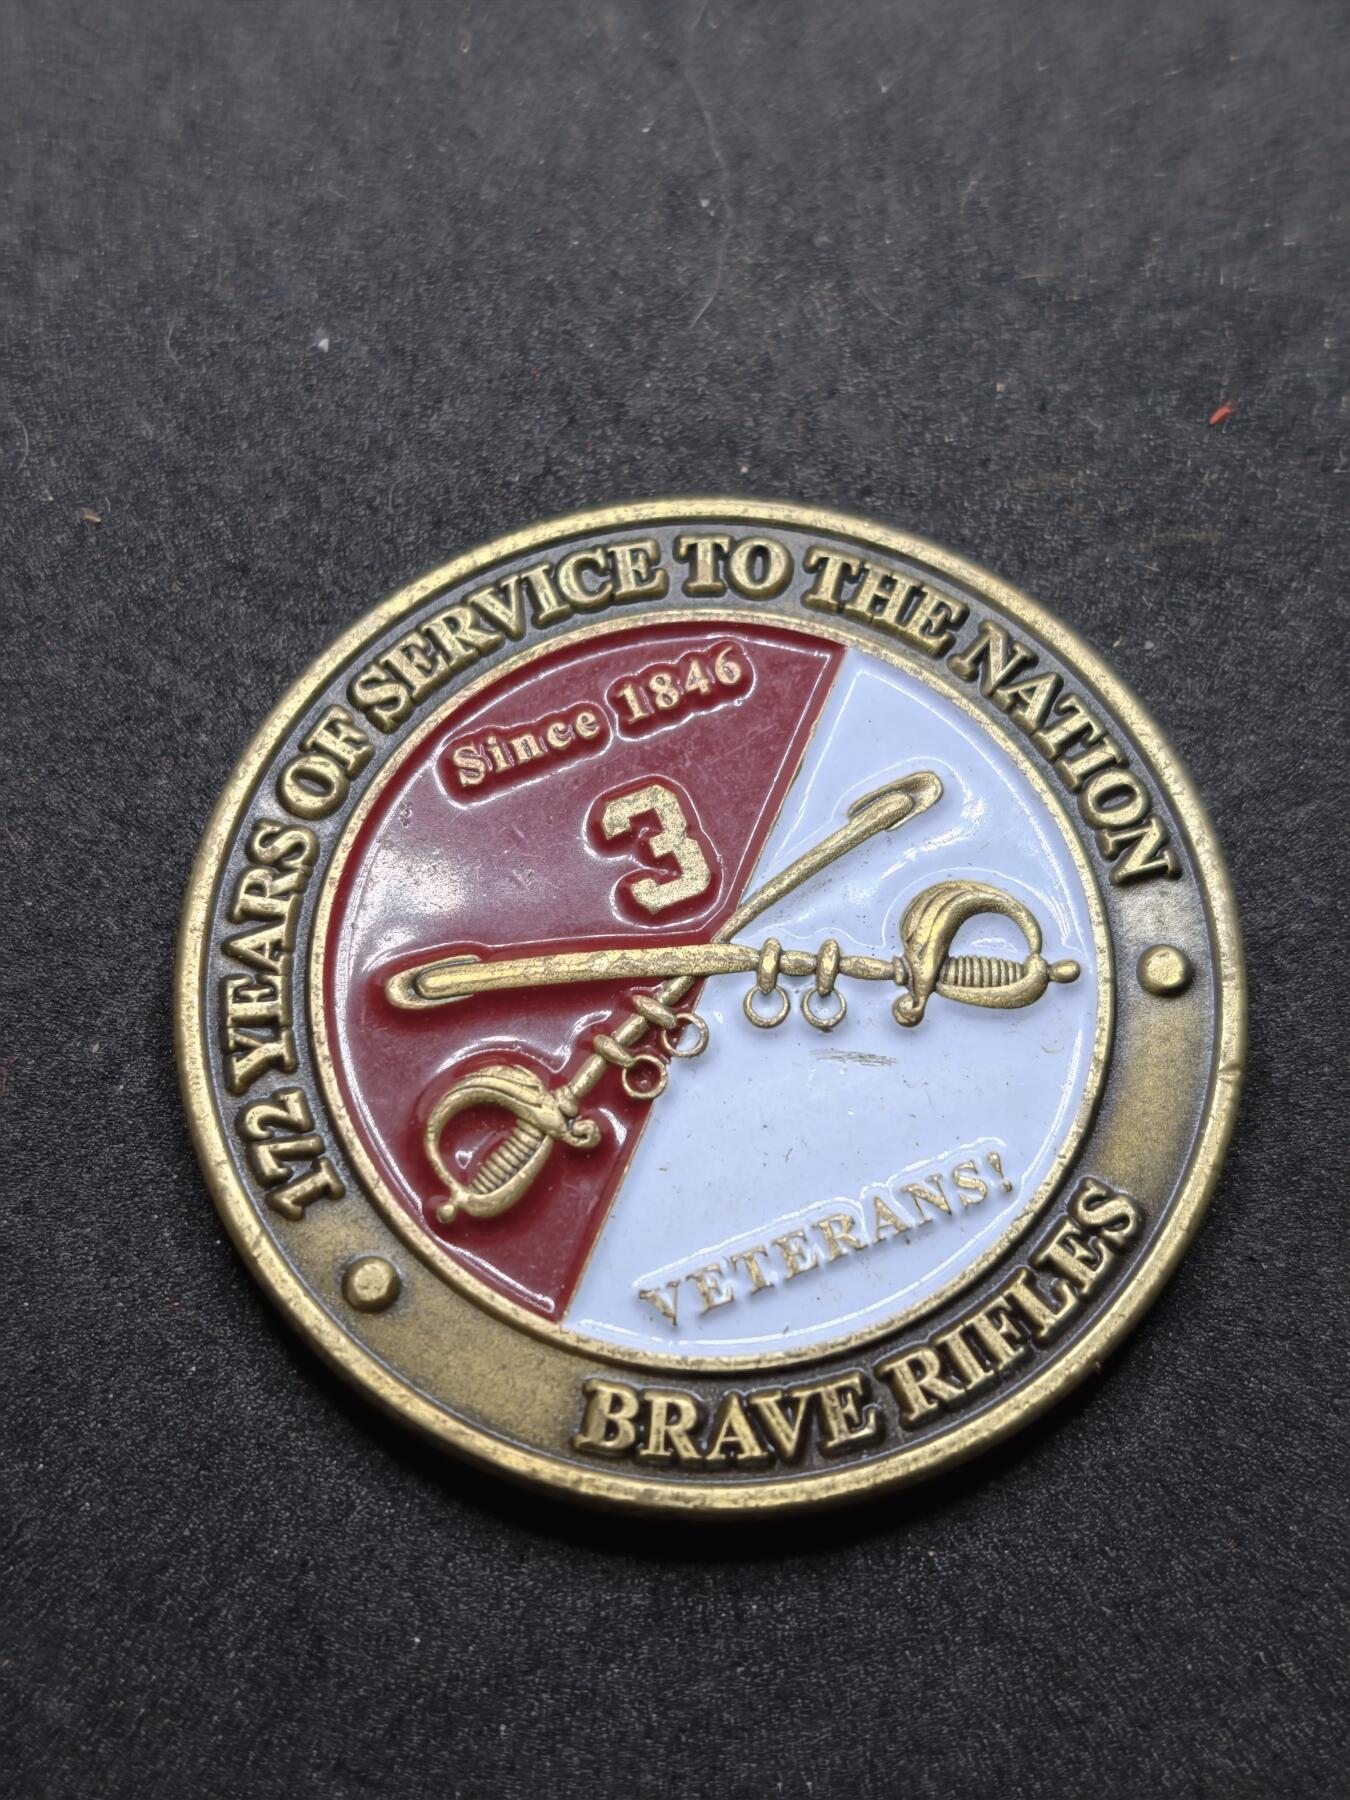 172 YEARS OF SERVICE TO THE NATION
Since 1846
3
VETERANS!
BRAVE RIFLES